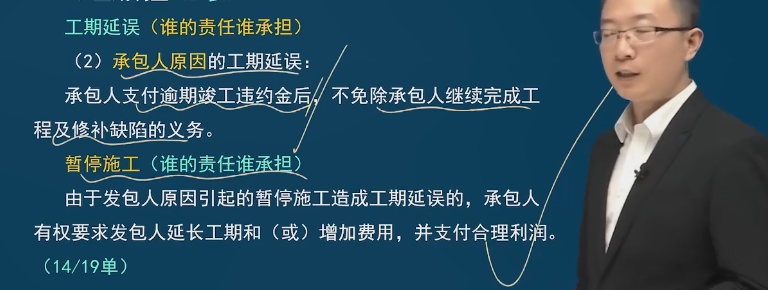 工期延误（谁的责任谁承担）
（2）承包人原因的工期延误：
承包人支付逾期竣工违约金后，不免除承包人继续完成工
程及修补缺陷的义务。
暂停施工（谁的责任谁承担）
由于发包人原因引起的暂停施工造成工期延误的，承包人
有权要求发包人延长工期和（或）增加费用，并支付合理利润。
（14/19单）